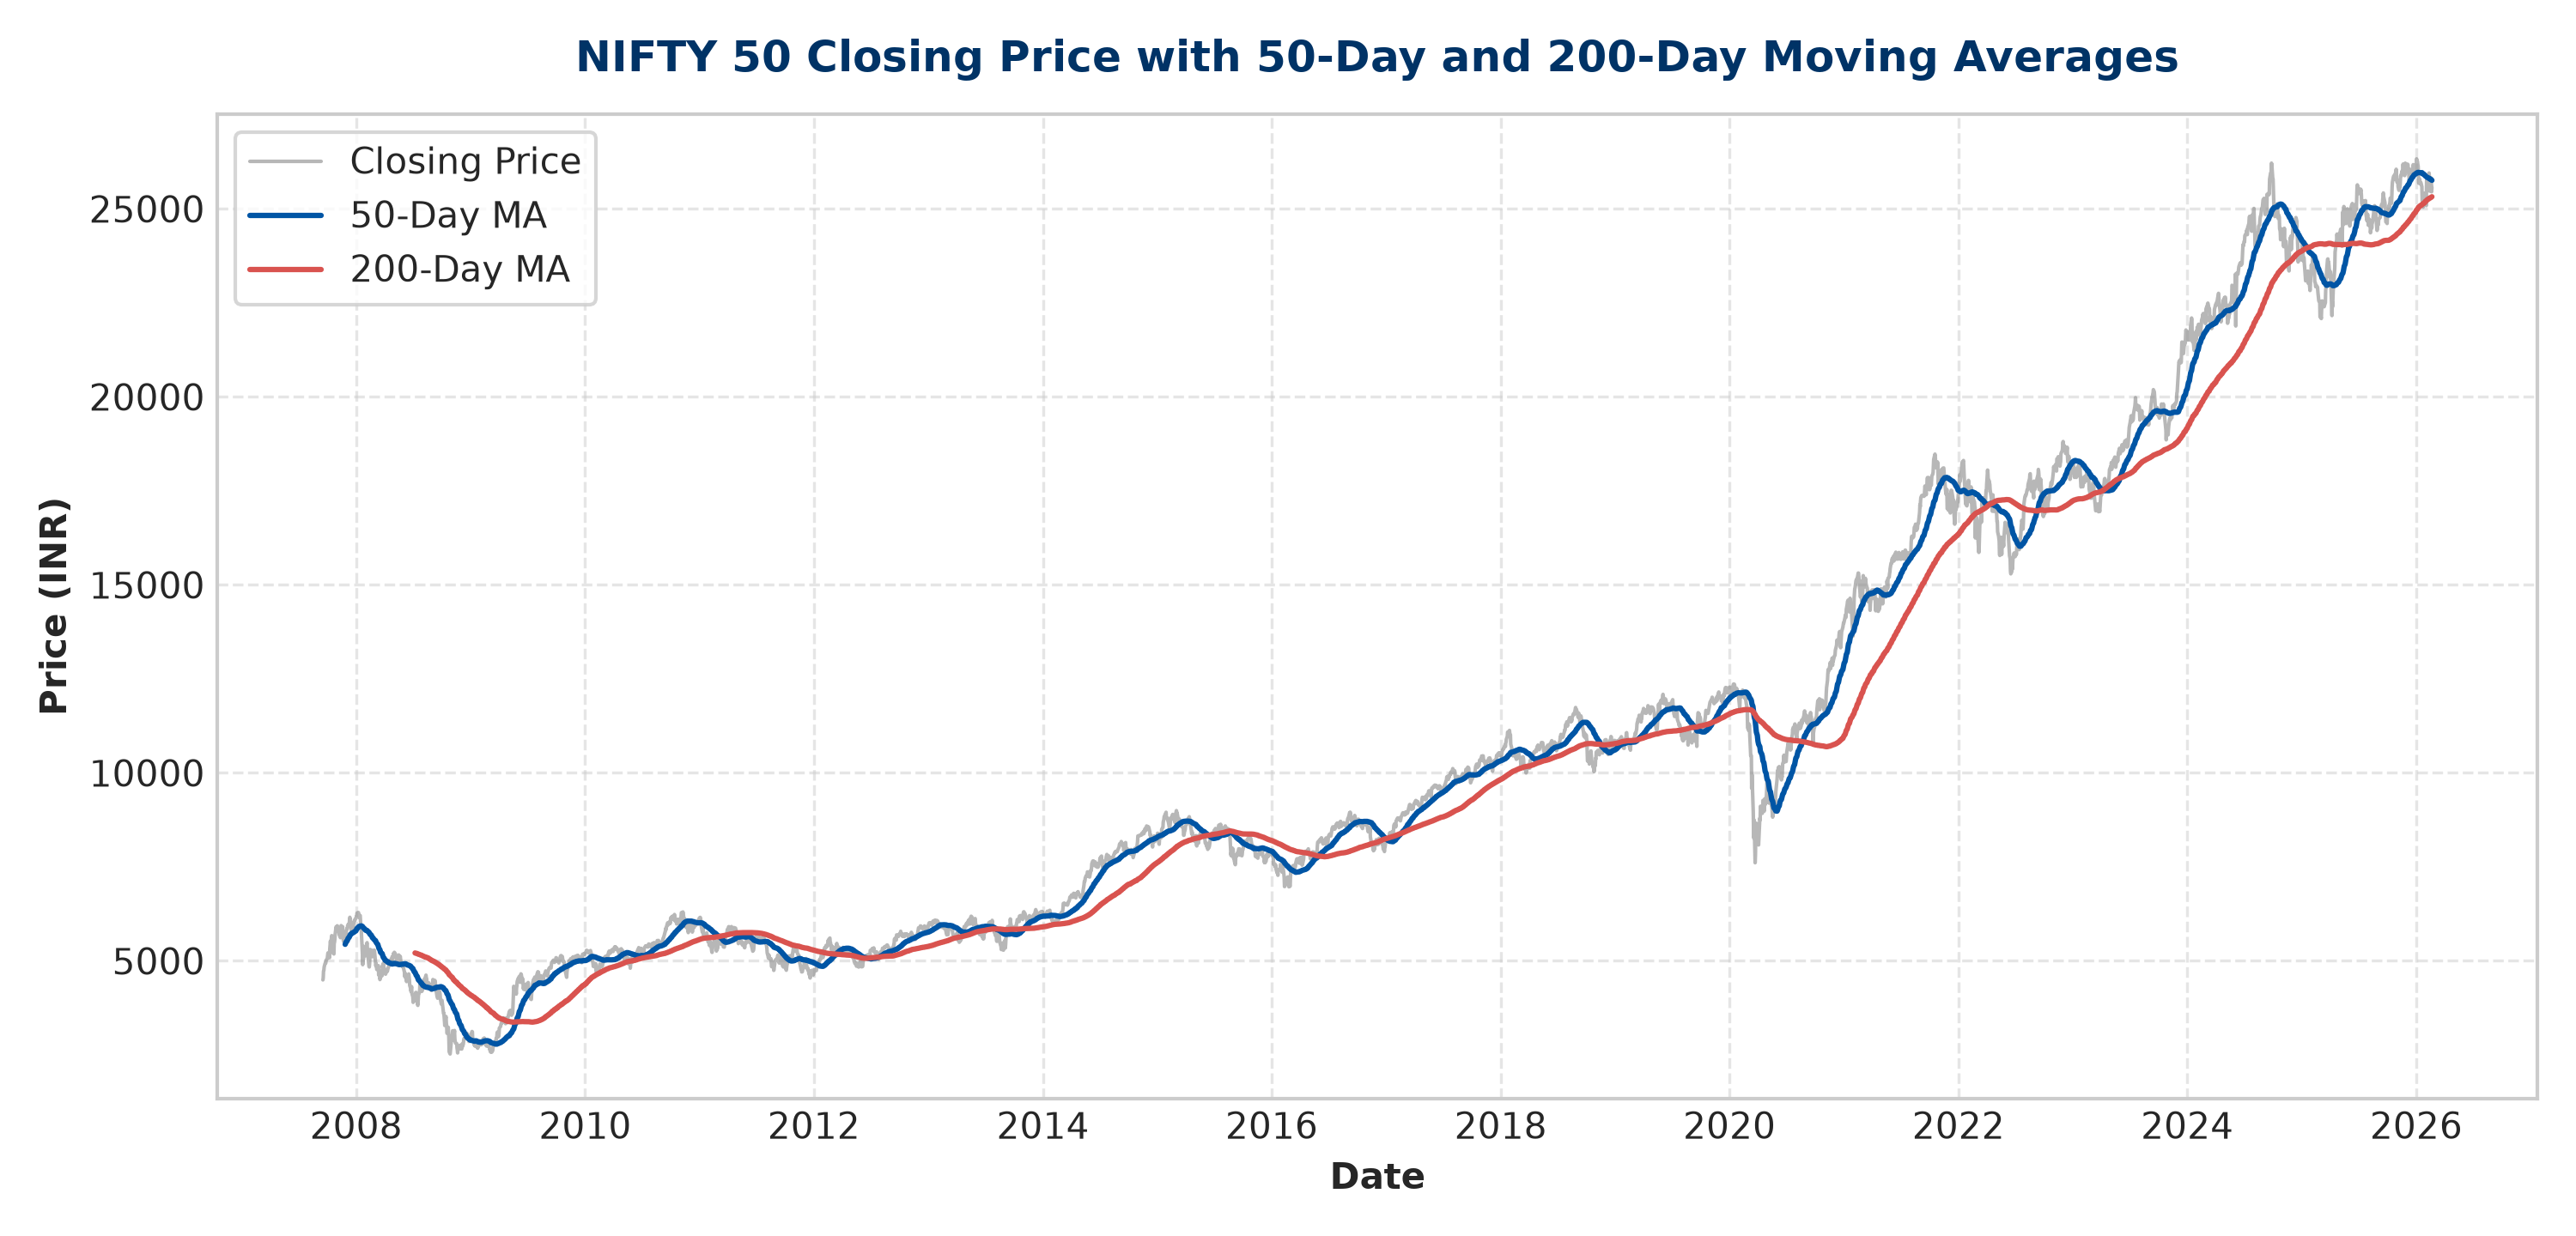 NIFTY 50 Closing Price with 50-Day and 200-Day Moving Averages
Closing Price
50-Day MA
200-Day MA
Price (INR)
25000
20000
15000
10000
5000
2008 2010 2012 2014 2016 2018 2020 2022 2024 2026
Date